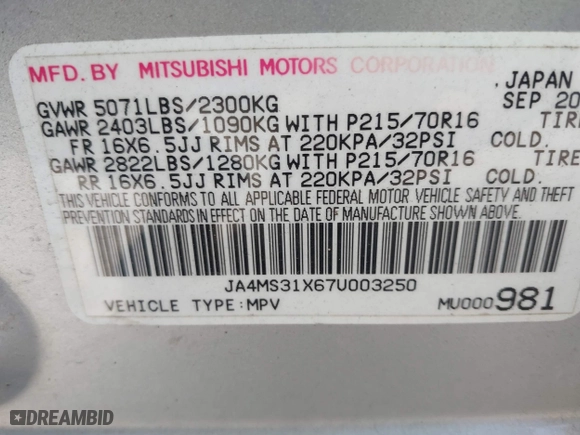 MFD. BY MITSUBISHI MOTORS CORPORATION JAPAN
GVWR 5071LBS/2300KG SEP 20
GAWR 2403LBS/1090KG WITH P215/70R16 TIRE
FR 16X6.5JJ RIMS AT 220KPA/32PSI COLD.
GAWR 2822LBS/1280KG WITH P215/70R16 TIRE
RR 16X6.5JJ RIMS AT 220KPA/32PSI COLD.
THIS VEHICLE CONFORMS TO ALL APPLICABLE FEDERAL MOTOR VEHICLE SAFETY AND THEFT
PREVENTION STANDARDS IN EFFECT ON THE DATE OF MANUFACTURE SHOWN ABOVE.
JA4MS31X67U003250
VEHICLE TYPE:MPV MU000981
DREAMBID